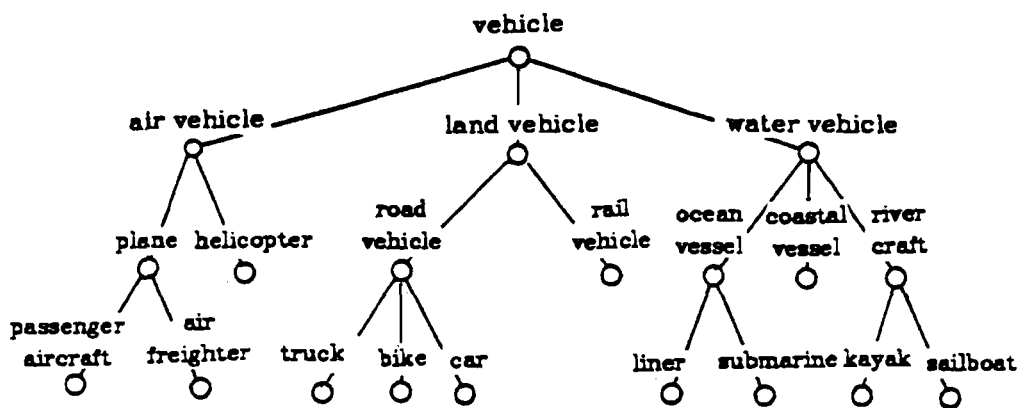 vehicle
air vehicle
land vehicle
water vehicle
plane
helicopter
road
vehicle
rail
vehicle
ocean
vessel
coastal
vessel
river
craft
passenger
aircraft
air
freighter
truck
bike
car
liner
submarine
kayak
sailboat